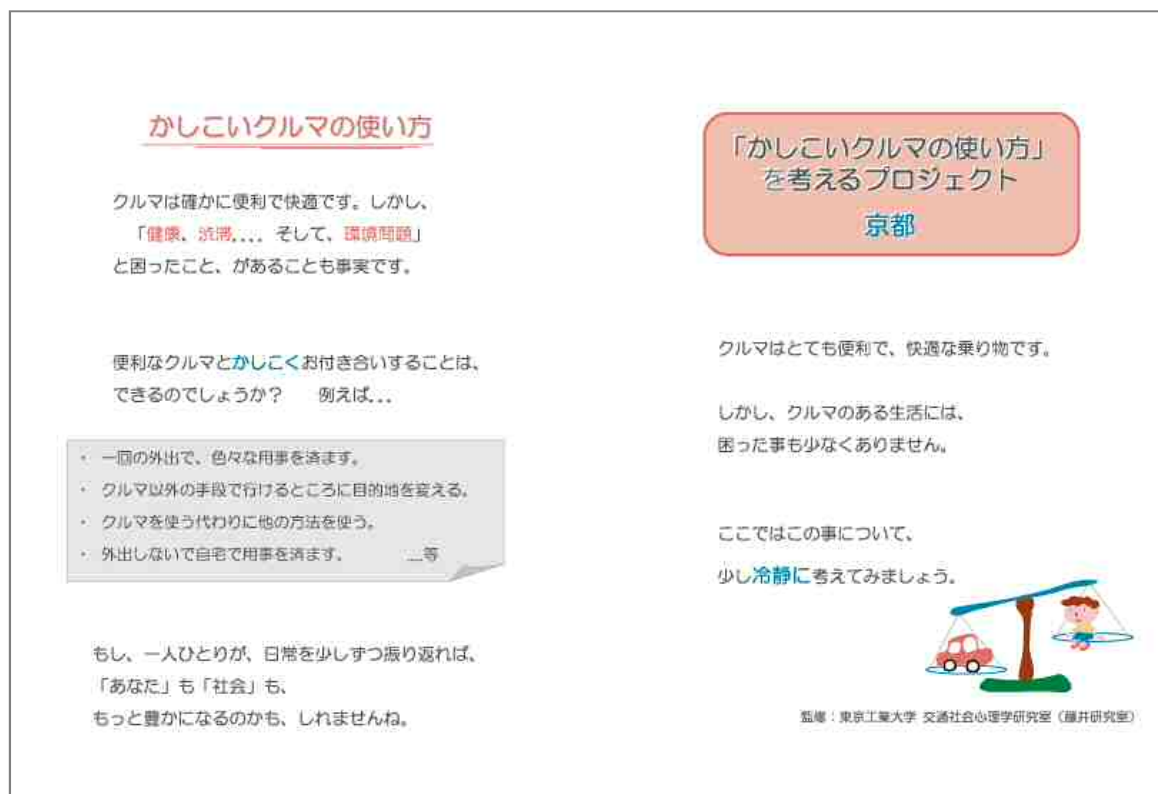 かしこいクルマの使い方
クルマは確かに便利で快適です。しかし、
「健康、渋滞.... そして、環境問題」
と困ったこと、があることも事実です。
便利なクルマとかしこくお付き合いすることは、
できるのでしょうか？　例えば...
・ 一回の外出で、色々な用事を済ます。
・ クルマ以外の手段で行けるところに目的地を変える。
・ クルマを使う代わりに他の方法を使う。
・ 外出しないで自宅で用事を済ます。　　...等
もし、一人ひとりが、日常を少しずつ振り返れば、
「あなた」も「社会」も、
もっと豊かになるのかも、しれませんね。
「かしこいクルマの使い方」
を考えるプロジェクト
京都
クルマはとても便利で、快適な乗り物です。
しかし、クルマのある生活には、
困った事も少なくありません。
ここではこの事について、
少し冷静に考えてみましょう。
監修：東京工業大学 交通社会心理学研究室（藤井研究室）